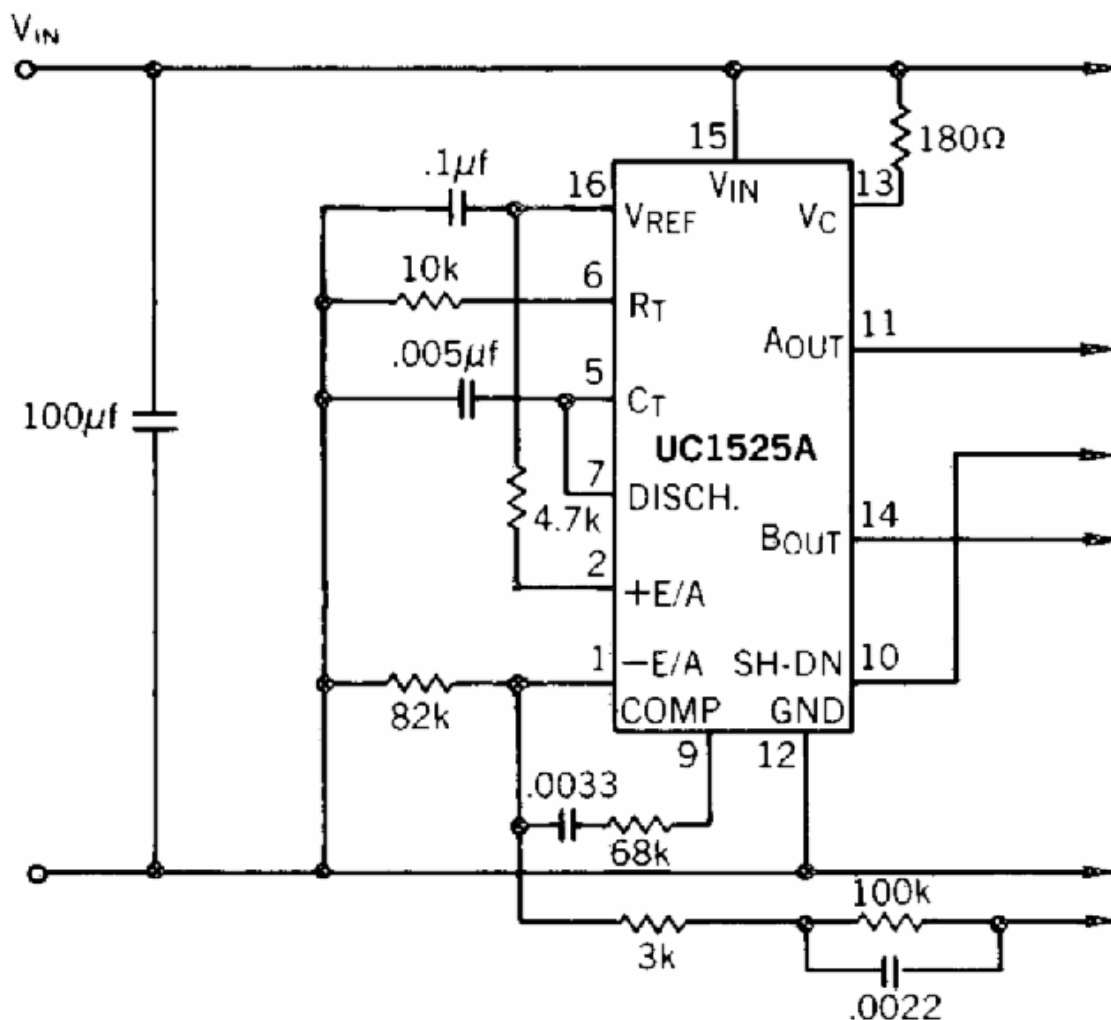 VIN
180Ω
15
.1µf
16
VIN
13
VREF
VC
10k
6
RT
11
AOUT
.005µf
5
CT
100µf
UC1525A
7
DISCH.
4.7k
14
BOUT
2
+E/A
1
−E/A
SH-DN
10
82k
COMP
GND
9
12
.0033
68k
100k
3k
.0022